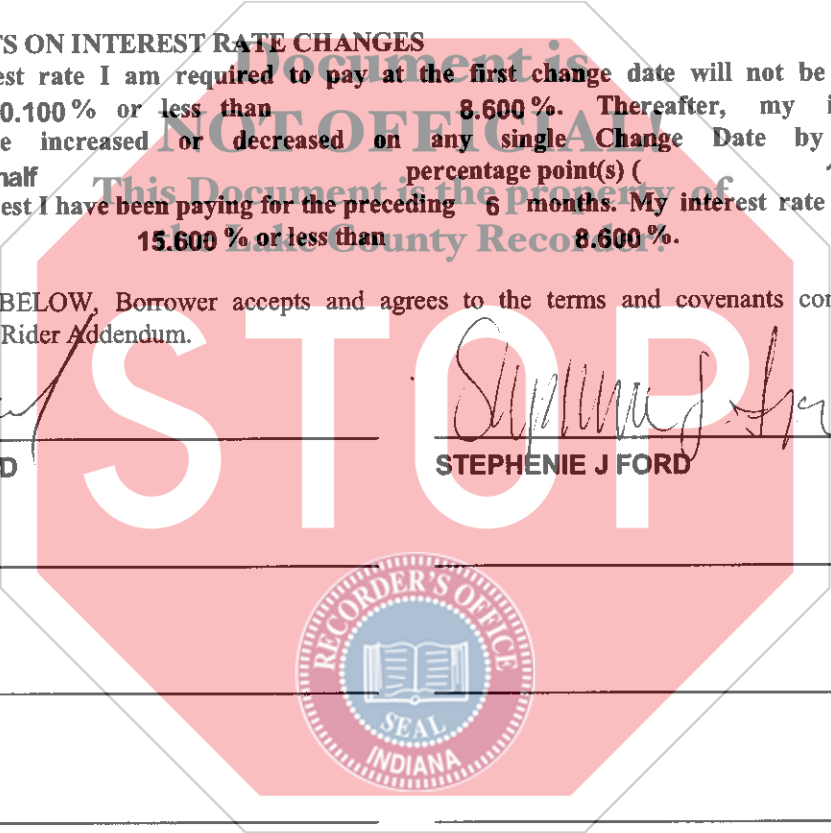 TS ON INTEREST RATE CHANGES
est rate I am required to pay at the first change date will not be
0.100 % or less than 8.600 %. Thereafter, my i
e increased or decreased on any single Change Date by
half percentage point(s) ( 1
est I have been paying for the preceding 6 months. My interest rate
15.600 % or less than 8.600 %.
Document is
NOT OFFICIAL!
This Document is the property of
the Lake County Recorder!
BELOW, Borrower accepts and agrees to the terms and covenants con
Rider Addendum.
STOP
D STEPHENIE J FORD
RECORDER'S OFFICE
SEAL
INDIANA